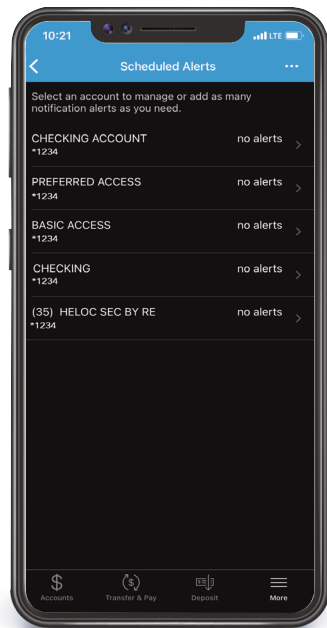 10:21
LTE
Scheduled Alerts
Select an account to manage or add as many
notification alerts as you need.
CHECKING ACCOUNT no alerts
*1234
PREFERRED ACCESS no alerts
*1234
BASIC ACCESS no alerts
*1234
CHECKING no alerts
*1234
(35) HELOC SEC BY RE no alerts
*1234
Accounts Transfer & Pay Deposit More